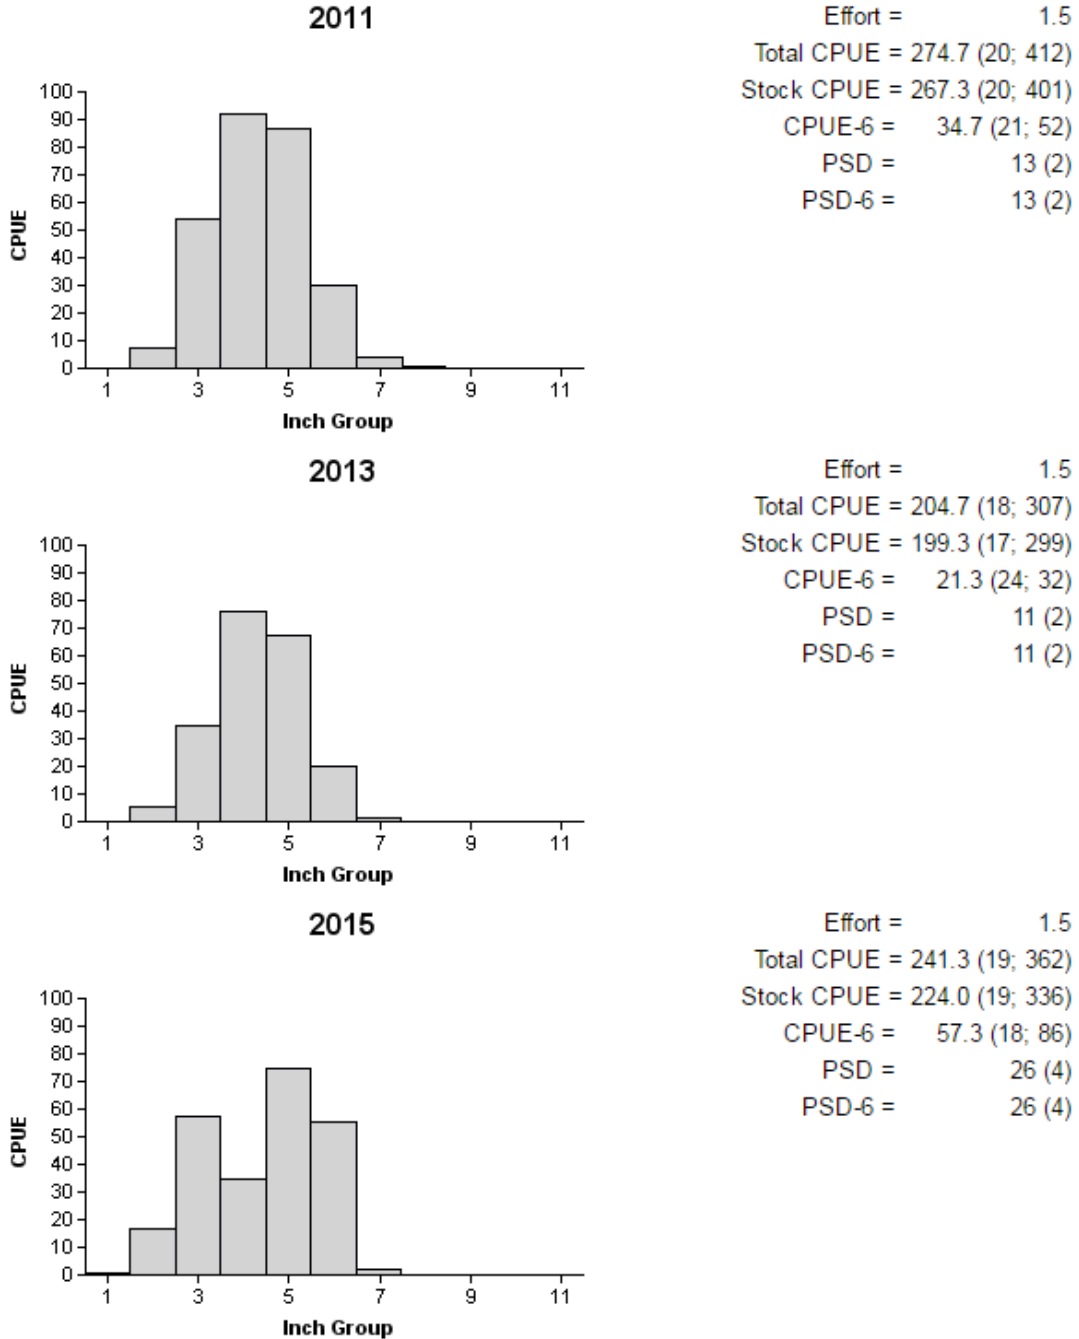 2011
Effort = 1.5
Total CPUE = 274.7 (20; 412)
Stock CPUE = 267.3 (20; 401)
CPUE-6 = 34.7 (21; 52)
PSD = 13 (2)
PSD-6 = 13 (2)
100
90
80
70
60
50
40
30
20
10
0
CPUE
1 3 5 7 9 11
Inch Group
2013
Effort = 1.5
Total CPUE = 204.7 (18; 307)
Stock CPUE = 199.3 (17; 299)
CPUE-6 = 21.3 (24; 32)
PSD = 11 (2)
PSD-6 = 11 (2)
100
90
80
70
60
50
40
30
20
10
0
CPUE
1 3 5 7 9 11
Inch Group
2015
Effort = 1.5
Total CPUE = 241.3 (19; 362)
Stock CPUE = 224.0 (19; 336)
CPUE-6 = 57.3 (18; 86)
PSD = 26 (4)
PSD-6 = 26 (4)
100
90
80
70
60
50
40
30
20
10
0
CPUE
1 3 5 7 9 11
Inch Group